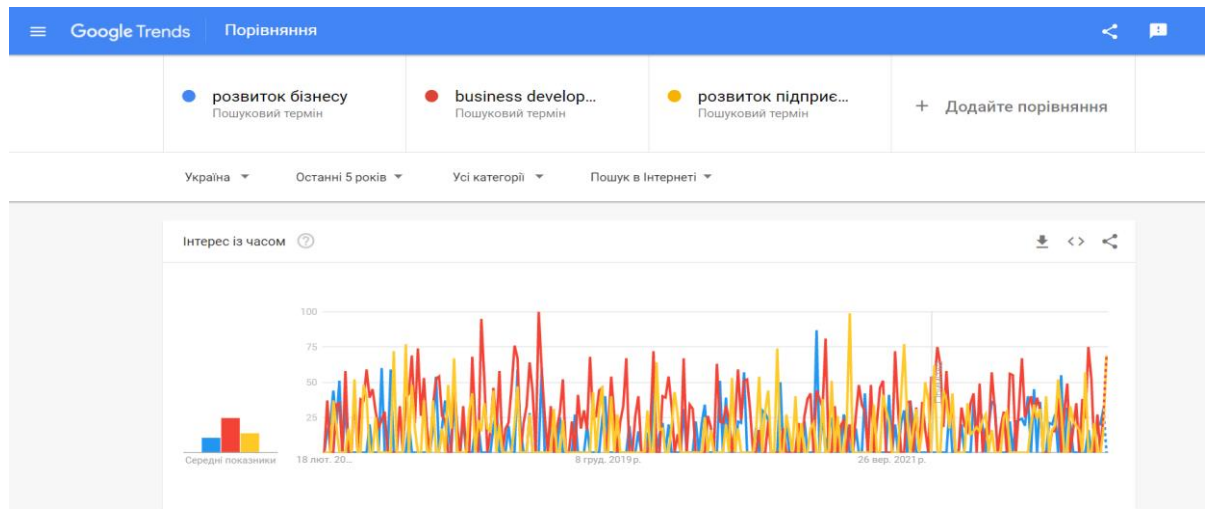 Google Trends Порівняння
розвиток бізнесу
Пошуковий термін
business develop...
Пошуковий термін
розвиток підприє...
Пошуковий термін
+ Додайте порівняння
Україна
Останні 5 років
Усі категорії
Пошук в Інтернеті
Інтерес із часом
100
75
50
25
Середні показники
18 лют. 20...
8 груд. 2019 р.
26 вер. 2021 р.